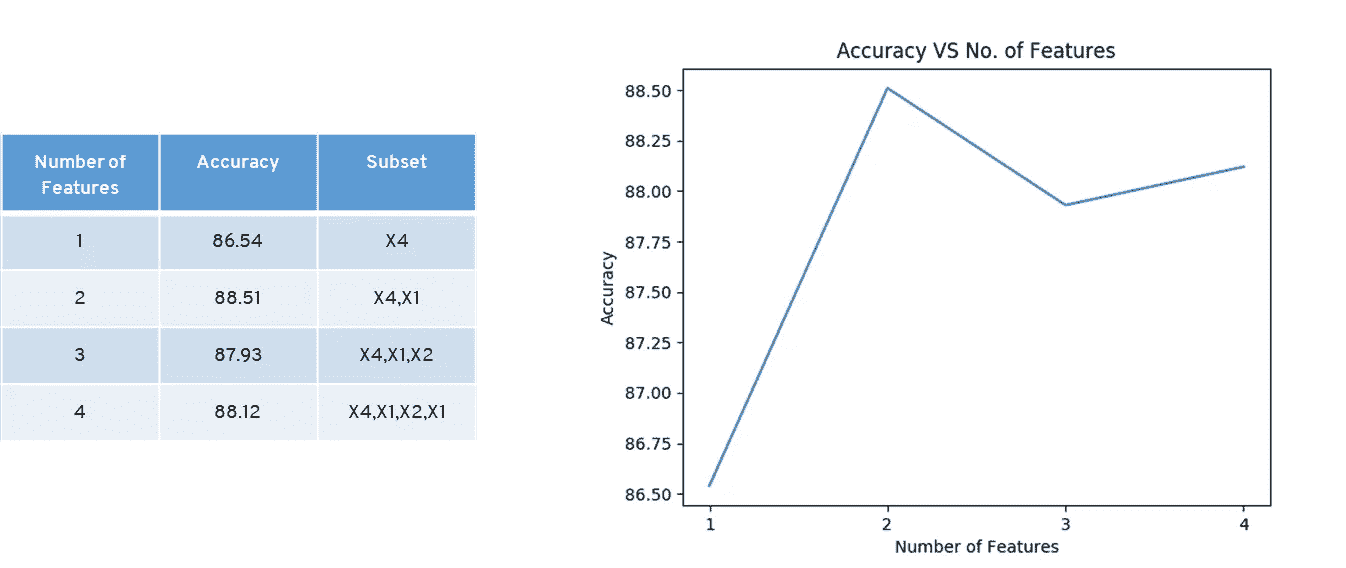 Number of
Features
Accuracy
Subset
1
86.54
X4
2
88.51
X4,X1
3
87.93
X4,X1,X2
4
88.12
X4,X1,X2,X1
Accuracy VS No. of Features
88.50
88.25
88.00
87.75
87.50
87.25
87.00
86.75
86.50
Accuracy
1
2
3
4
Number of Features